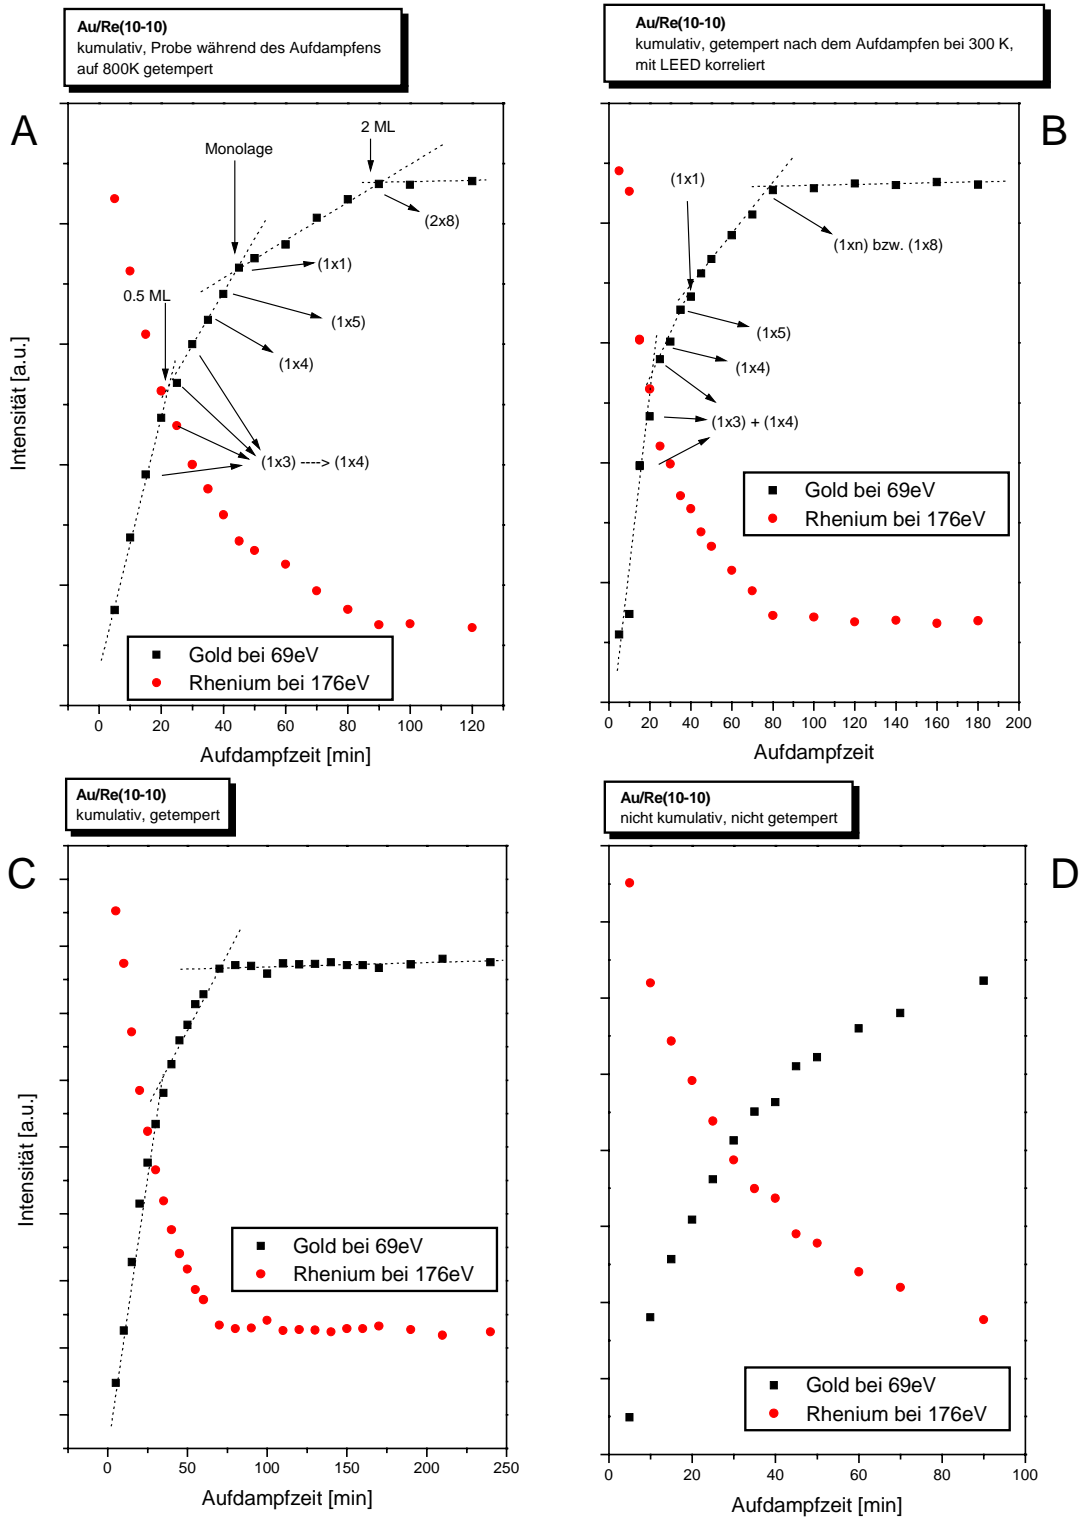 Au/Re(10-10)
kumulativ, Probe während des Aufdampfens
auf 800K getempert
A
2 ML
Monolage
(2x8)
(1x1)
0.5 ML
(1x5)
(1x4)
(1x3) ----> (1x4)
Intensität [a.u.]
Gold bei 69eV
Rhenium bei 176eV
0 20 40 60 80 100 120
Aufdampfzeit [min]
Au/Re(10-10)
kumulativ, getempert nach dem Aufdampfen bei 300 K,
mit LEED korreliert
B
(1x1)
(1xn) bzw. (1x8)
(1x5)
(1x4)
(1x3) + (1x4)
Gold bei 69eV
Rhenium bei 176eV
0 20 40 60 80 100 120 140 160 180 200
Aufdampfzeit
Au/Re(10-10)
kumulativ, getempert
C
Intensität [a.u.]
Gold bei 69eV
Rhenium bei 176eV
0 50 100 150 200 250
Aufdampfzeit [min]
Au/Re(10-10)
nicht kumulativ, nicht getempert
D
Gold bei 69eV
Rhenium bei 176eV
0 20 40 60 80 100
Aufdampfzeit [min]